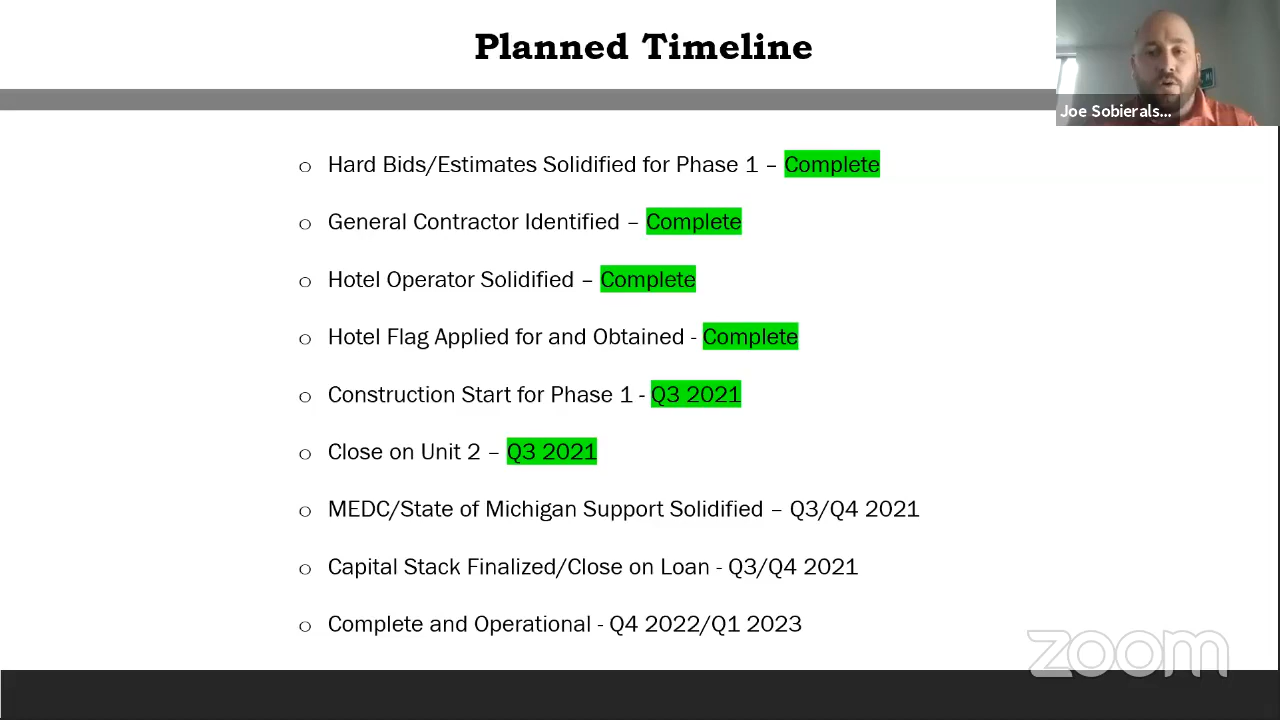 Planned Timeline
Joe Sobierals...
o Hard Bids/Estimates Solidified for Phase 1 – Complete
o General Contractor Identified – Complete
o Hotel Operator Solidified – Complete
o Hotel Flag Applied for and Obtained - Complete
o Construction Start for Phase 1 - Q3 2021
o Close on Unit 2 – Q3 2021
o MEDC/State of Michigan Support Solidified – Q3/Q4 2021
o Capital Stack Finalized/Close on Loan - Q3/Q4 2021
o Complete and Operational - Q4 2022/Q1 2023
zoom